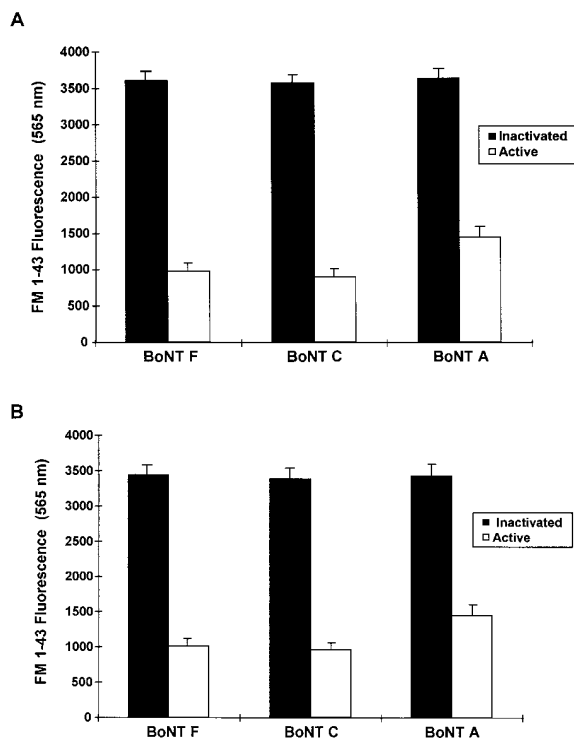 A
FM 1-43 Fluorescence (565 nm)
4000
3500
3000
2500
2000
1500
1000
500
0
BoNT F
BoNT C
BoNT A
Inactivated
Active
B
FM 1-43 Fluorescence (565 nm)
4000
3500
3000
2500
2000
1500
1000
500
0
BoNT F
BoNT C
BoNT A
Inactivated
Active